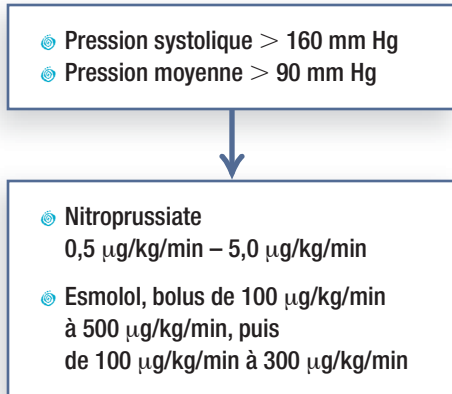 Pression systolique > 160 mm Hg
Pression moyenne > 90 mm Hg
Nitroprussiate
0,5 µg/kg/min – 5,0 µg/kg/min
Esmolol, bolus de 100 µg/kg/min
à 500 µg/kg/min, puis
de 100 µg/kg/min à 300 µg/kg/min